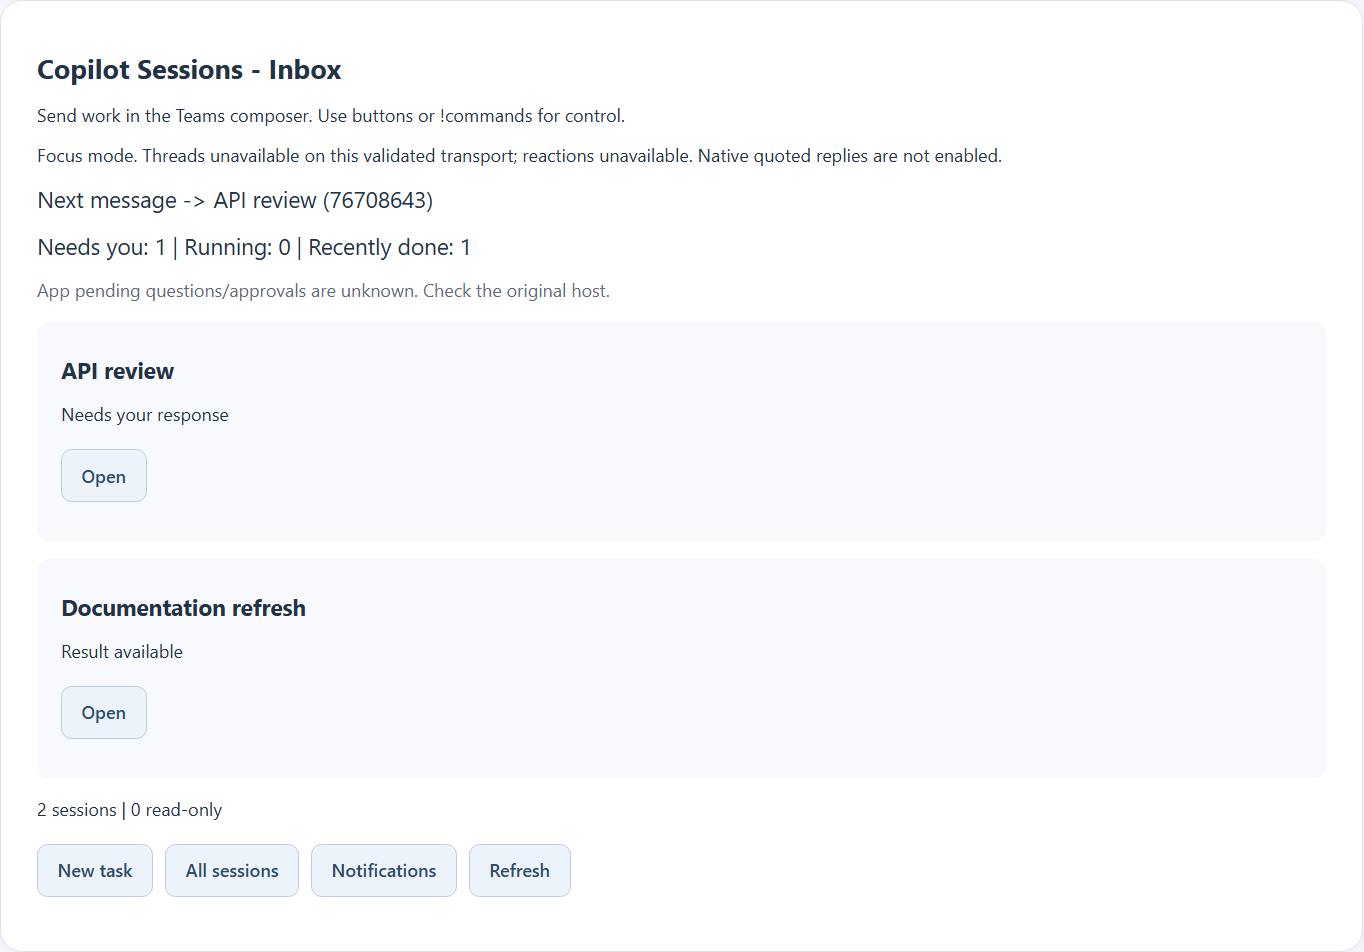 Copilot Sessions - Inbox
Send work in the Teams composer. Use buttons or !commands for control.
Focus mode. Threads unavailable on this validated transport; reactions unavailable. Native quoted replies are not enabled.
Next message -> API review (76708643)
Needs you: 1 | Running: 0 | Recently done: 1
App pending questions/approvals are unknown. Check the original host.
API review
Needs your response
Open
Documentation refresh
Result available
Open
2 sessions | 0 read-only
New task All sessions Notifications Refresh